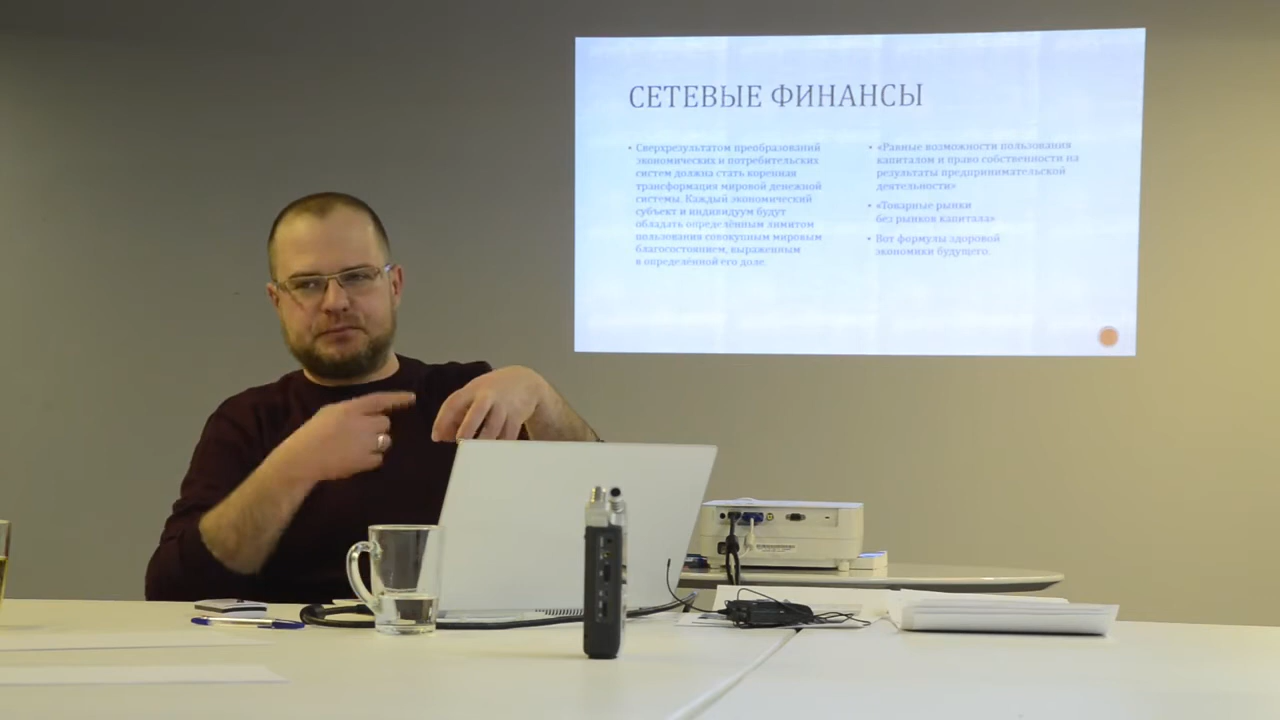 СЕТЕВЫЕ ФИНАНСЫ
• Сверхрезультатом преобразований
экономических и потребительских
систем должна стать коренная
трансформация мировой денежной
системы. Каждый экономический
субъект и индивидуум будут
обладать определённым лимитом
пользования совокупным мировым
благосостоянием, выраженным
в определённой его доле.
• «Равные возможности пользования
капиталом и право собственности на
результаты предпринимательской
деятельности»
• «Товарные рынки
без рынков капитала»
• Вот формулы здоровой
экономики будущего.